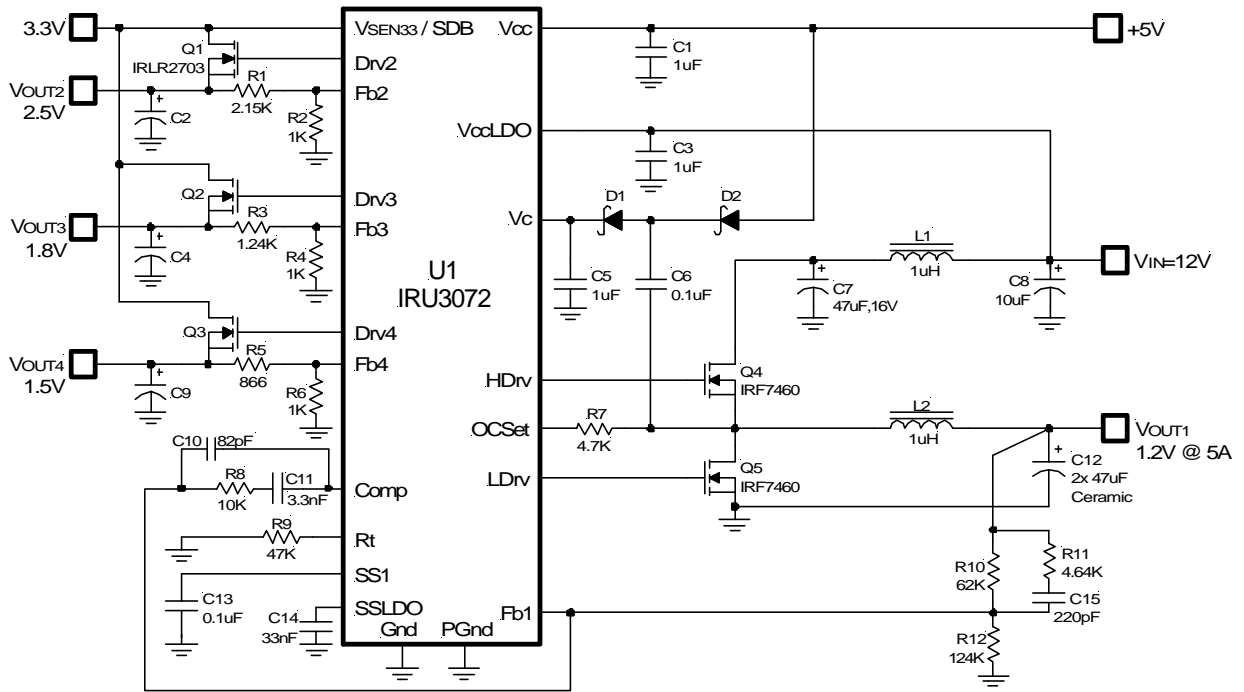 3.3V
VOUT2
2.5V
VOUT3
1.8V
VOUT4
1.5V
Q1
IRLR2703
R1
2.15K
C2
R2
1K
Q2
R3
1.24K
C4
R4
1K
Q3
R5
866
C9
R6
1K
C10
82pF
R8
10K
C11
3.3nF
R9
47K
C13
0.1uF
C14
33nF
VSEN33 / SDB
Drv2
Fb2
Drv3
Fb3
Drv4
Fb4
Comp
Rt
SS1
SSLDO
Gnd
PGnd
U1
IRU3072
Vcc
VccLDO
Vc
HDrv
OCSet
LDrv
Fb1
C1
1uF
C3
1uF
D1
D2
C5
1uF
C6
0.1uF
+5V
L1
1uH
C7
47uF,16V
C8
10uF
VIN=12V
Q4
IRF7460
R7
4.7K
L2
1uH
Q5
IRF7460
VOUT1
1.2V @ 5A
C12
2x 47uF
Ceramic
R10
62K
R11
4.64K
C15
220pF
R12
124K